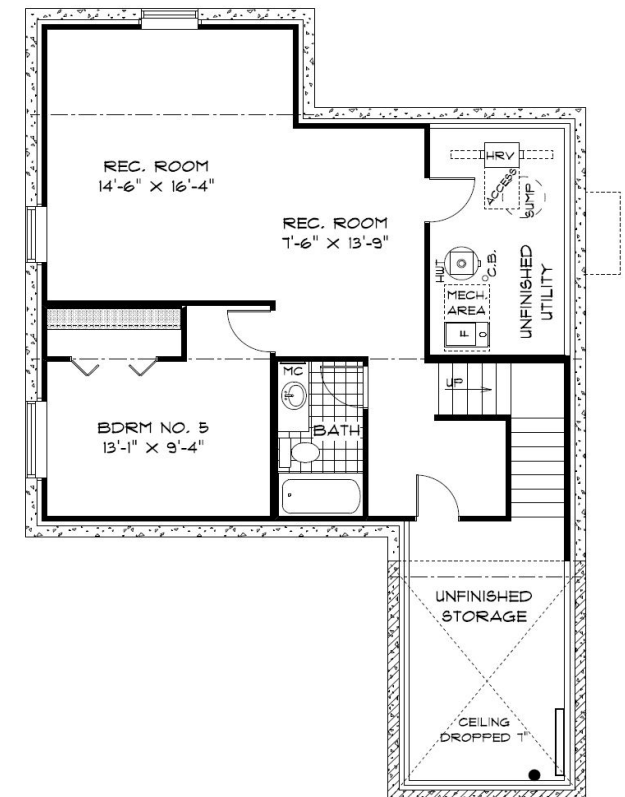 REC. ROOM
14'-6" X 16'-4"
REC. ROOM
7'-6" X 13'-9"
HRV
ACCESS
SUMP
HWT
C.B.
MECH.
AREA
F
UNFINISHED
UTILITY
MC
BATH
UP
BDRM NO. 5
13'-1" X 9'-4"
UNFINISHED
STORAGE
CEILING
DROPPED 7"